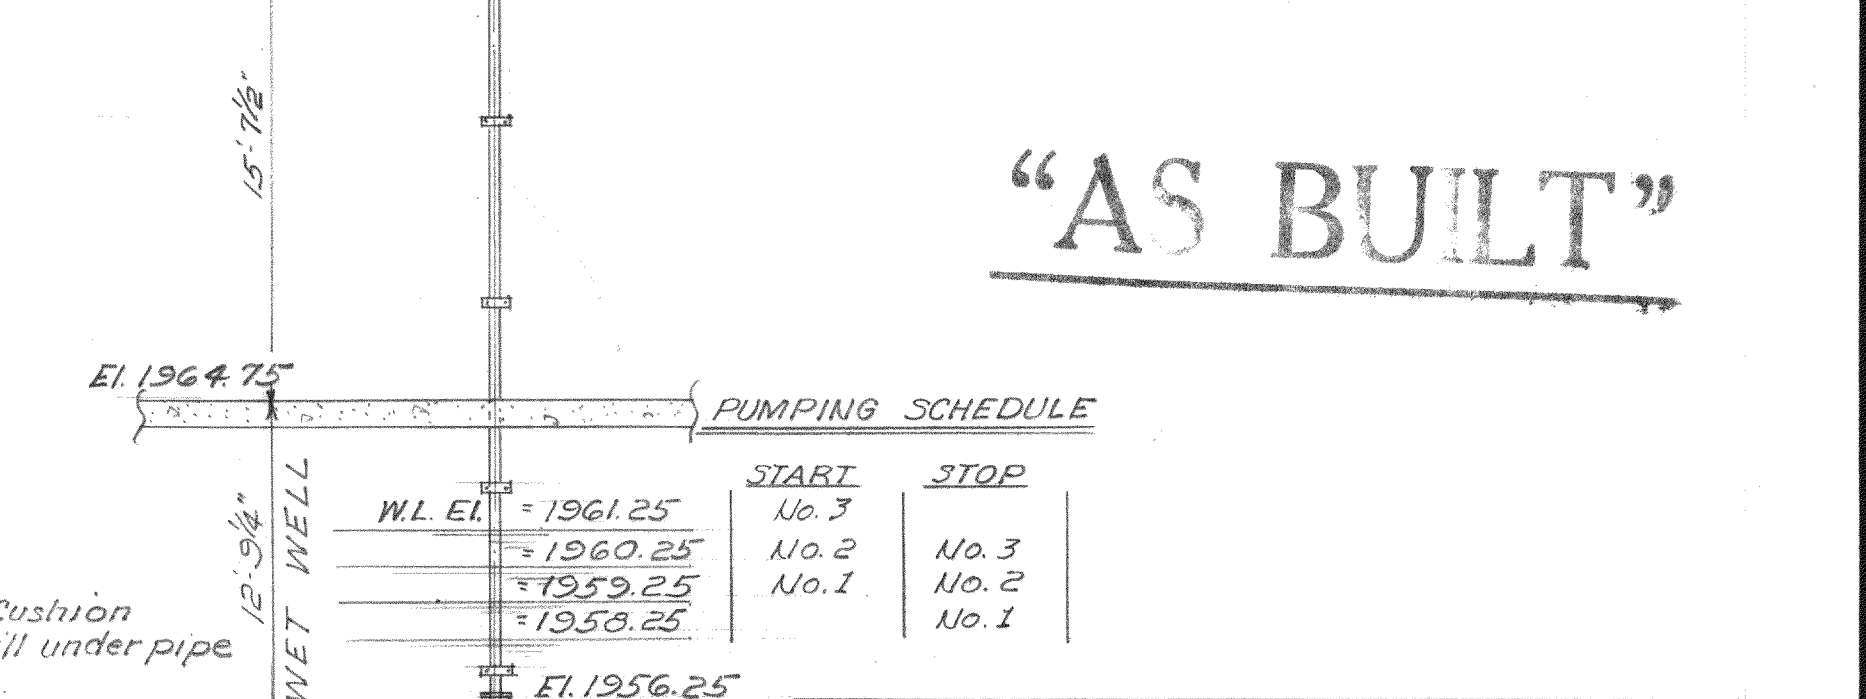 15'-7½"
"AS BUILT"
El. 1964.75
PUMPING SCHEDULE
START STOP
W.L. El. = 1961.25 No. 3
= 1960.25 No. 2 No. 3
= 1959.25 No. 1 No. 2
= 1958.25 No. 1
12'-9¼"
WET WELL
Cushion
under pipe
El. 1956.25